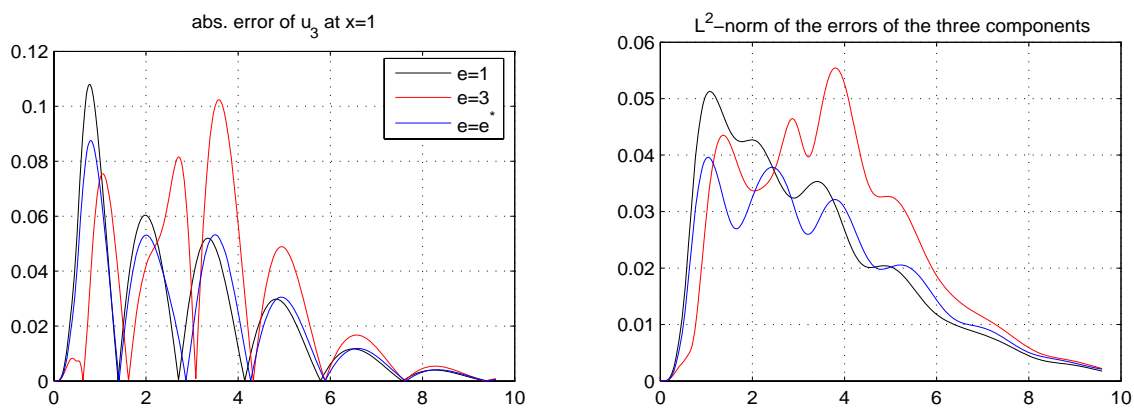 abs. error of u3 at x=1
0.12
0.1
0.08
0.06
0.04
0.02
0
0 2 4 6 8 10
e=1
e=3
e=e*
L2−norm of the errors of the three components
0.06
0.05
0.04
0.03
0.02
0.01
0
0 2 4 6 8 10